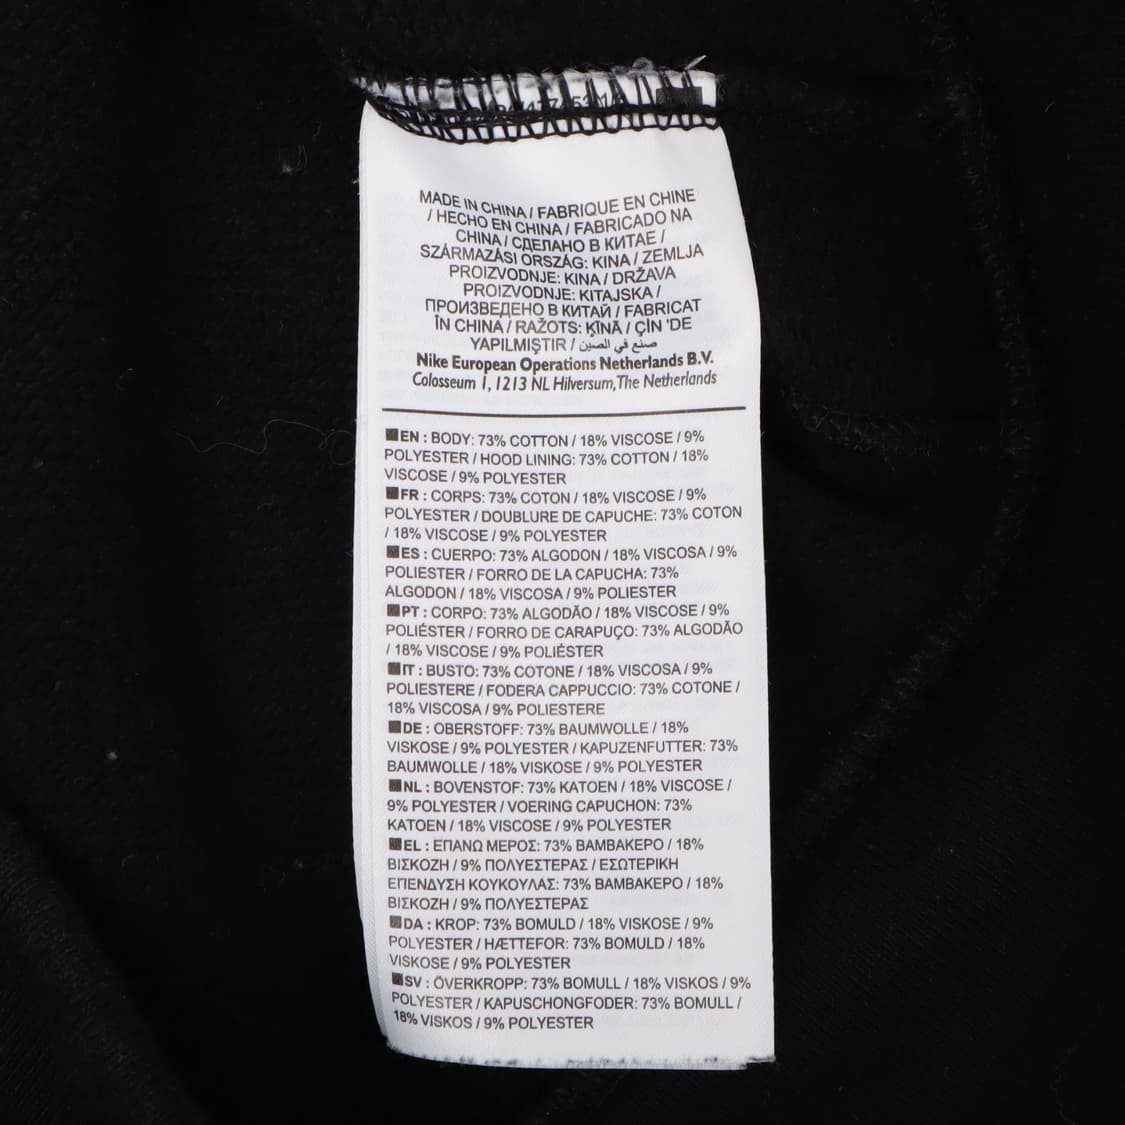 MADE IN CHINA / FABRIQUE EN CHINE
/ HECHO EN CHINA / FABRICADO NA
CHINA / СДЕЛАНО В КИТАЕ /
SZÁRMAZÁSI ORSZÁG: KINA / ZEMLJA
PROIZVODNJE: KINA / DRŽAVA
PROIZVODNJE: KITAJSKA /
ПРОИЗВЕДЕНО В КИТАЙ / FABRICAT
ÎN CHINA / RAŽOTS: ĶĪNĀ / ÇİN 'DE
YAPILMIŞTIR / صنع في الصين
Nike European Operations Netherlands B.V.
Colosseum 1, 1213 NL Hilversum, The Netherlands
EN : BODY: 73% COTTON / 18% VISCOSE / 9%
POLYESTER / HOOD LINING: 73% COTTON / 18%
VISCOSE / 9% POLYESTER
FR : CORPS: 73% COTON / 18% VISCOSE / 9%
POLYESTER / DOUBLURE DE CAPUCHE: 73% COTON
/ 18% VISCOSE / 9% POLYESTER
ES : CUERPO: 73% ALGODON / 18% VISCOSA / 9%
POLIESTER / FORRO DE LA CAPUCHA: 73%
ALGODON / 18% VISCOSA / 9% POLIESTER
PT : CORPO: 73% ALGODÃO / 18% VISCOSE / 9%
POLIÉSTER / FORRO DE CARAPUÇO: 73% ALGODÃO
/ 18% VISCOSE / 9% POLIÉSTER
IT : BUSTO: 73% COTONE / 18% VISCOSA / 9%
POLIESTERE / FODERA CAPPUCCIO: 73% COTONE /
18% VISCOSA / 9% POLIESTERE
DE : OBERSTOFF: 73% BAUMWOLLE / 18%
VISKOSE / 9% POLYESTER / KAPUZENFUTTER: 73%
BAUMWOLLE / 18% VISKOSE / 9% POLYESTER
NL : BOVENSTOF: 73% KATOEN / 18% VISCOSE /
9% POLYESTER / VOERING CAPUCHON: 73%
KATOEN / 18% VISCOSE / 9% POLYESTER
EL : ΕΠΑΝΩ ΜΕΡΟΣ: 73% ΒΑΜΒΑΚΕΡΟ / 18%
ΒΙΣΚΟΖΗ / 9% ΠΟΛΥΕΣΤΕΡΑΣ / ΕΣΩΤΕΡΙΚΗ
ΕΠΕΝΔΥΣΗ ΚΟΥΚΟΥΛΑΣ: 73% ΒΑΜΒΑΚΕΡΟ / 18%
ΒΙΣΚΟΖΗ / 9% ΠΟΛΥΕΣΤΕΡΑΣ
DA : KROP: 73% BOMULD / 18% VISKOSE / 9%
POLYESTER / HÆTTEFOR: 73% BOMULD / 18%
VISKOSE / 9% POLYESTER
SV : ÖVERKROPP: 73% BOMULL / 18% VISKOS / 9%
POLYESTER / KAPUSCHONGFODER: 73% BOMULL /
18% VISKOS / 9% POLYESTER